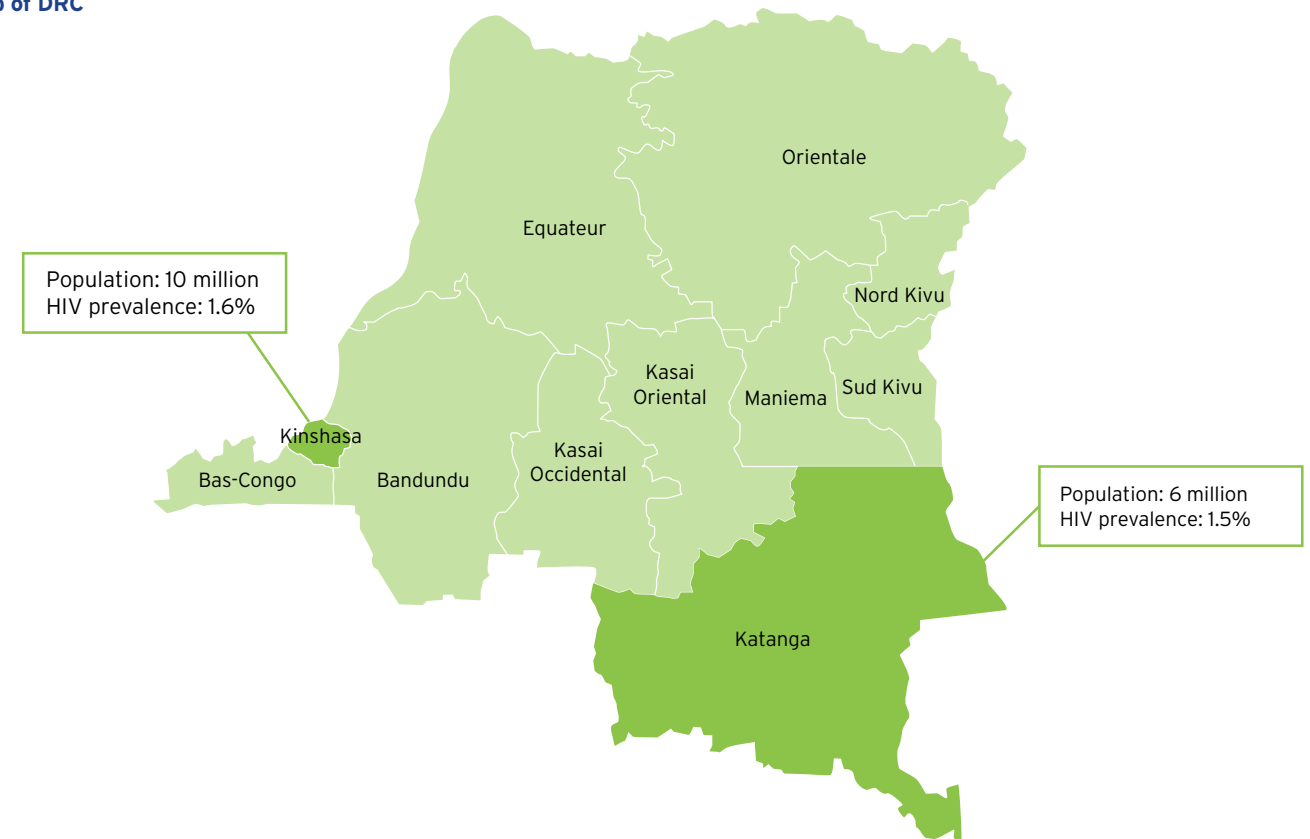 of DRC
Orientale
Equateur
Population: 10 million
HIV prevalence: 1.6%
Nord Kivu
Kasai
Oriental
Maniema
Sud Kivu
Kinshasa
Kasai
Occidental
Bas-Congo
Bandundu
Population: 6 million
HIV prevalence: 1.5%
Katanga